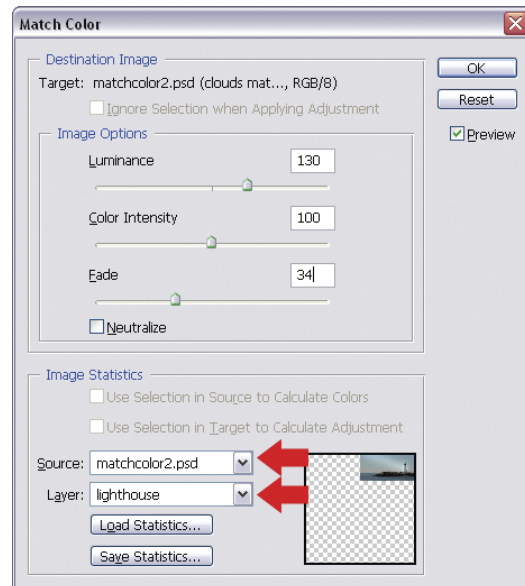 Match Color
Destination Image
Target: matchcolor2.psd (clouds mat..., RGB/8)
Ignore Selection when Applying Adjustment
Image Options
Luminance 130
Color Intensity 100
Fade 34
Neutralize
OK
Reset
Preview
Image Statistics
Use Selection in Source to Calculate Colors
Use Selection in Target to Calculate Adjustment
Source: matchcolor2.psd
Layer: lighthouse
Load Statistics...
Save Statistics...